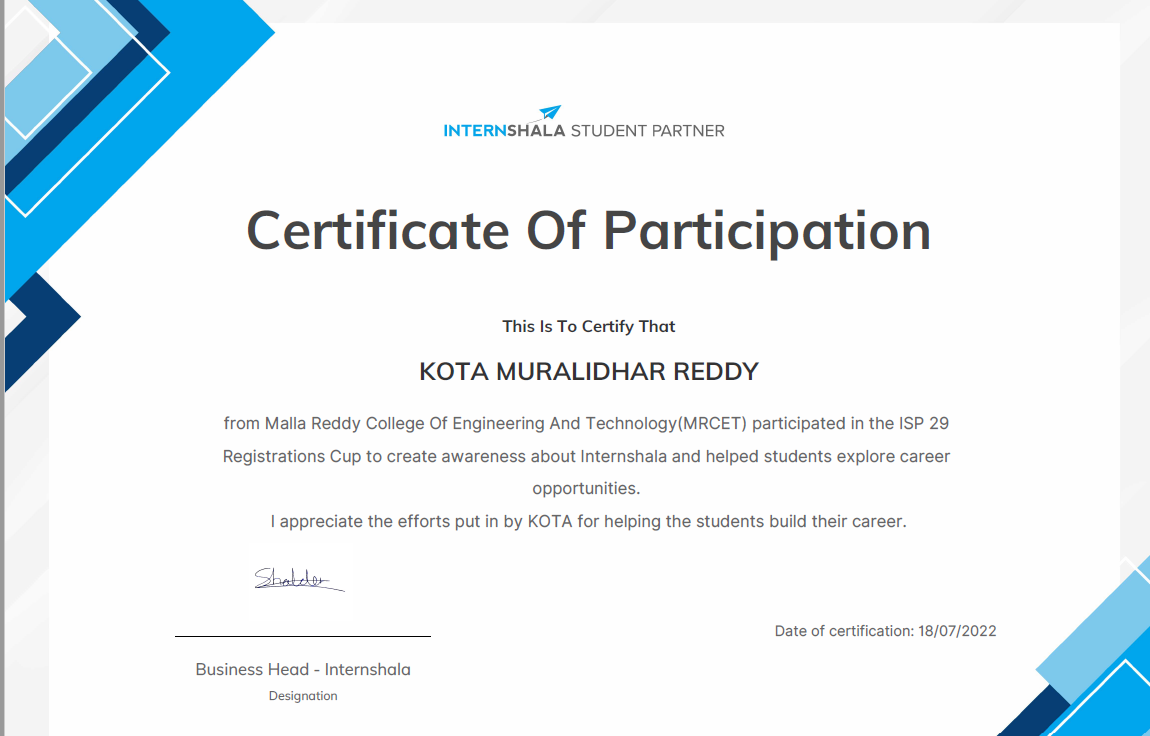 INTERNSHALA STUDENT PARTNER
Certificate Of Participation
This Is To Certify That
KOTA MURALIDHAR REDDY
from Malla Reddy College Of Engineering And Technology(MRCET) participated in the ISP 29
Registrations Cup to create awareness about Internshala and helped students explore career
opportunities.
I appreciate the efforts put in by KOTA for helping the students build their career.
Date of certification: 18/07/2022
Business Head - Internshala
Designation